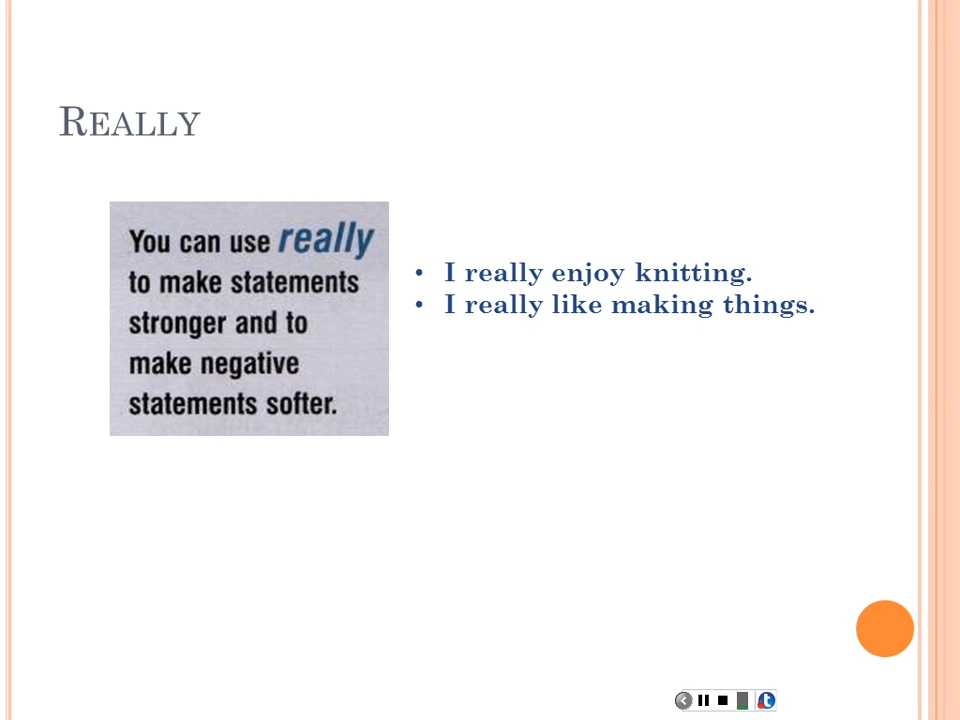 Really
You can use really
to make statements
stronger and to
make negative
statements softer.
• I really enjoy knitting.
• I really like making things.